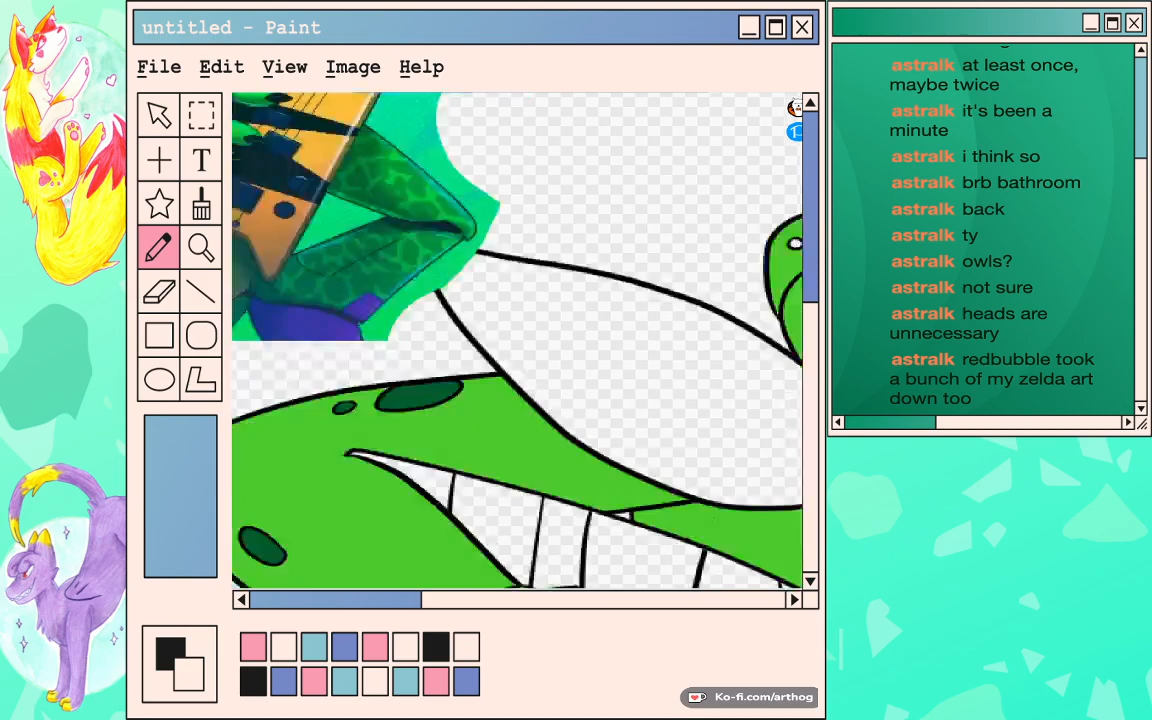 untitled - Paint
File Edit View Image Help
T
astralk at least once,
maybe twice
astralk it's been a
minute
astralk i think so
astralk brb bathroom
astralk back
astralk ty
astralk owls?
astralk not sure
astralk heads are
unnecessary
astralk redbubble took
a bunch of my zelda art
down too
Ko-fi.com/arthog